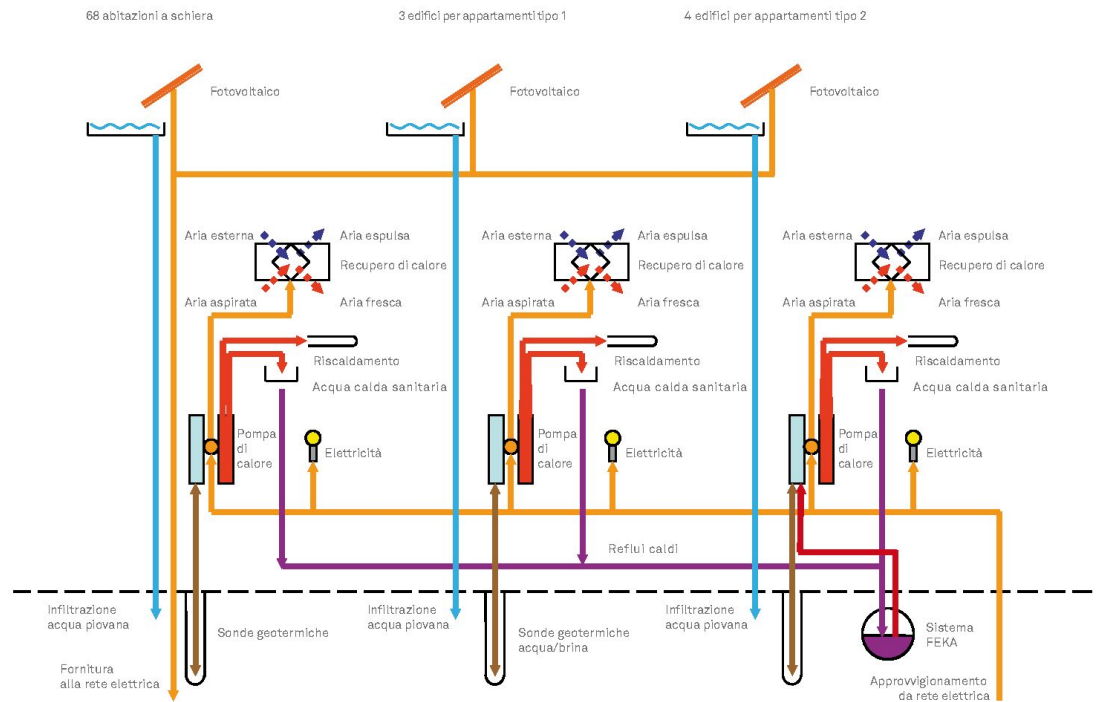 68 abitazioni a schiera
3 edifici per appartamenti tipo 1
4 edifici per appartamenti tipo 2
Fotovoltaico
Fotovoltaico
Fotovoltaico
Aria esterna
Aria espulsa
Recupero di calore
Aria aspirata
Aria fresca
Aria esterna
Aria espulsa
Recupero di calore
Aria aspirata
Aria fresca
Aria esterna
Aria espulsa
Recupero di calore
Aria aspirata
Aria fresca
Riscaldamento
Acqua calda sanitaria
Riscaldamento
Acqua calda sanitaria
Riscaldamento
Acqua calda sanitaria
Pompa
di
calore
Elettricità
Pompa
di
calore
Elettricità
Pompa
di
calore
Elettricità
Reflui caldi
Infiltrazione
acqua piovana
Sonde geotermiche
Infiltrazione
acqua piovana
Sonde geotermiche
acqua/brina
Infiltrazione
acqua piovana
Sistema
FEKA
Fornitura
alla rete elettrica
Approvvigionamento
da rete elettrica